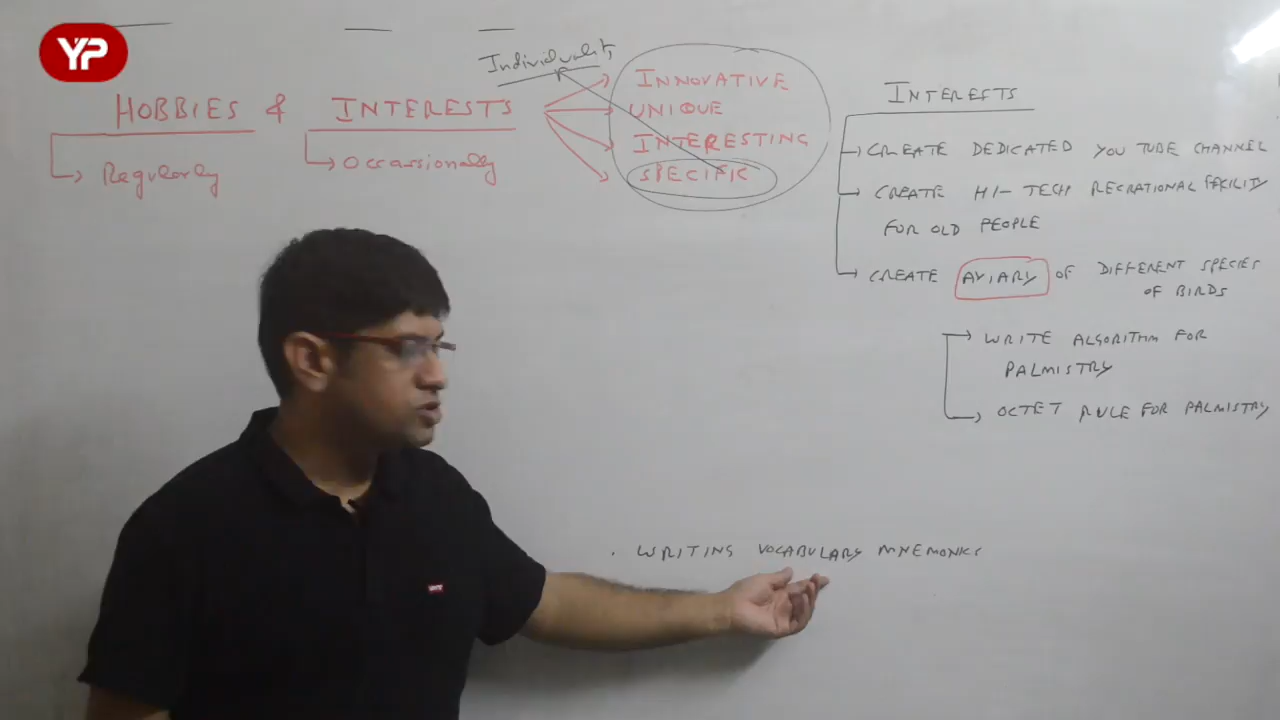 YP
Individuality
HOBBIES & INTERESTS
Regularly
Occassionally
INNOVATIVE
UNIQUE
INTERESTING
SPECIFIC
INTERESTS
CREATE DEDICATED YOU TUBE CHANNEL
CREATE HI-TECH RECRATIONAL FACILITY
FOR OLD PEOPLE
CREATE AVIARY OF DIFFERENT SPECIES
OF BIRDS
WRITE ALGORITHM FOR
PALMISTRY
OCTET RULE FOR PALMISTRY
. WRITING VOCABULARY MNEMONICS